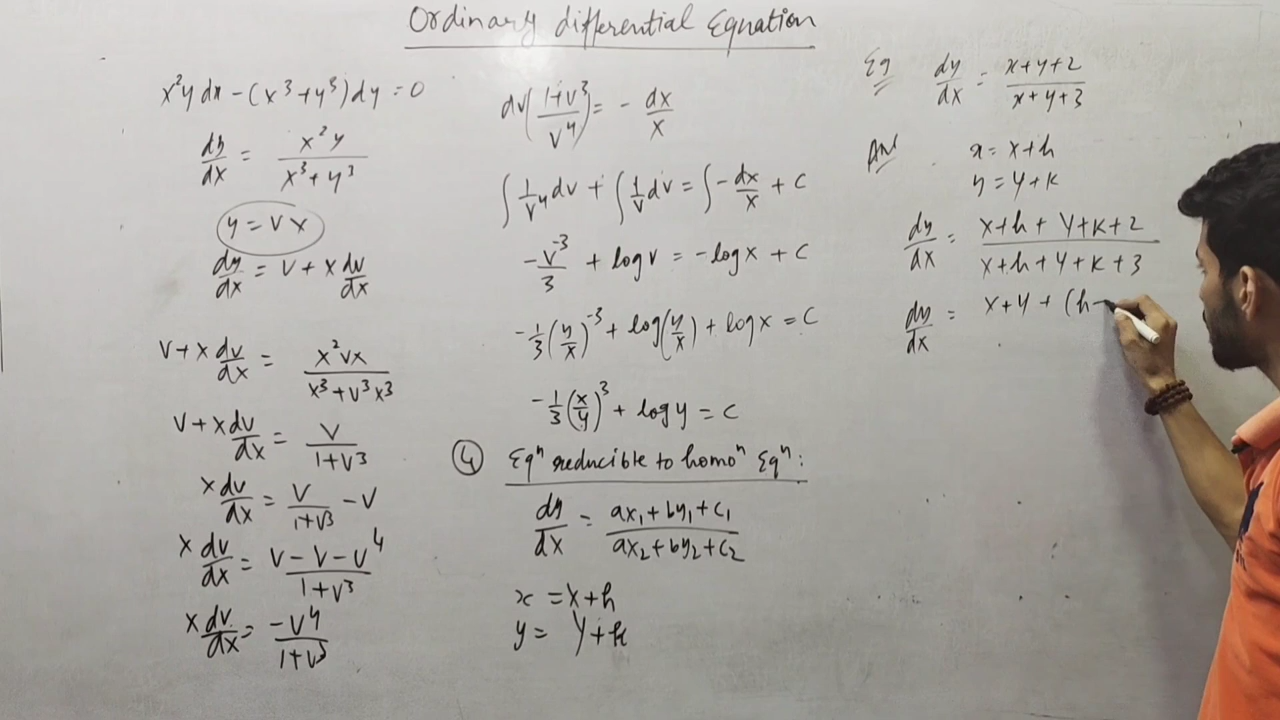 Ordinary differential Equation
x²y dx - (x³+y³) dy = 0
dy/dx = x²y / x³+y³
y = vx
dy/dx = v + x dv/dx
v + x dv/dx = x²vx / x³+v³x³
v + x dv/dx = v / 1+v³
x dv/dx = v / 1+v³ - v
x dv/dx = v - v - v⁴ / 1+v³
x dv/dx = -v⁴ / 1+v³
dv(1+v³ / v⁴) = - dx/x
∫ 1/v⁴ dv + ∫ 1/v dv = ∫ - dx/x + c
-v⁻³/3 + log v = -log x + c
-1/3 (y/x)⁻³ + log(y/x) + log x = c
-1/3 (x/y)³ + log y = c
④ Eqⁿ reducible to homoⁿ Eqⁿ:
dy/dx = ax₁+by₁+c₁ / ax₂+by₂+c₂
x = X+h
y = Y+k
Eg dy/dx = x+y+2 / x+y+3
Ans x = X+h
y = Y+k
dy/dx = X+h+Y+k+2 / X+h+Y+k+3
dy/dx = X+Y+(h